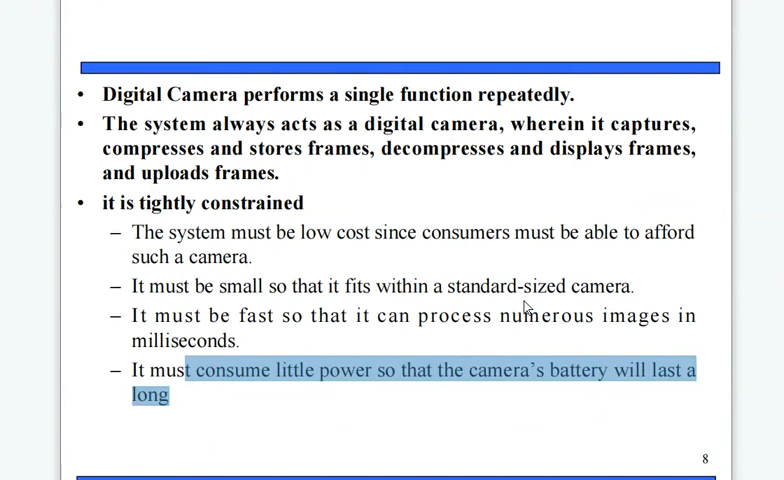 • Digital Camera performs a single function repeatedly.
• The system always acts as a digital camera, wherein it captures,
compresses and stores frames, decompresses and displays frames,
and uploads frames.
• it is tightly constrained
– The system must be low cost since consumers must be able to afford
such a camera.
– It must be small so that it fits within a standard-sized camera.
– It must be fast so that it can process numerous images in
milliseconds.
– It must consume little power so that the camera’s battery will last a
long
8